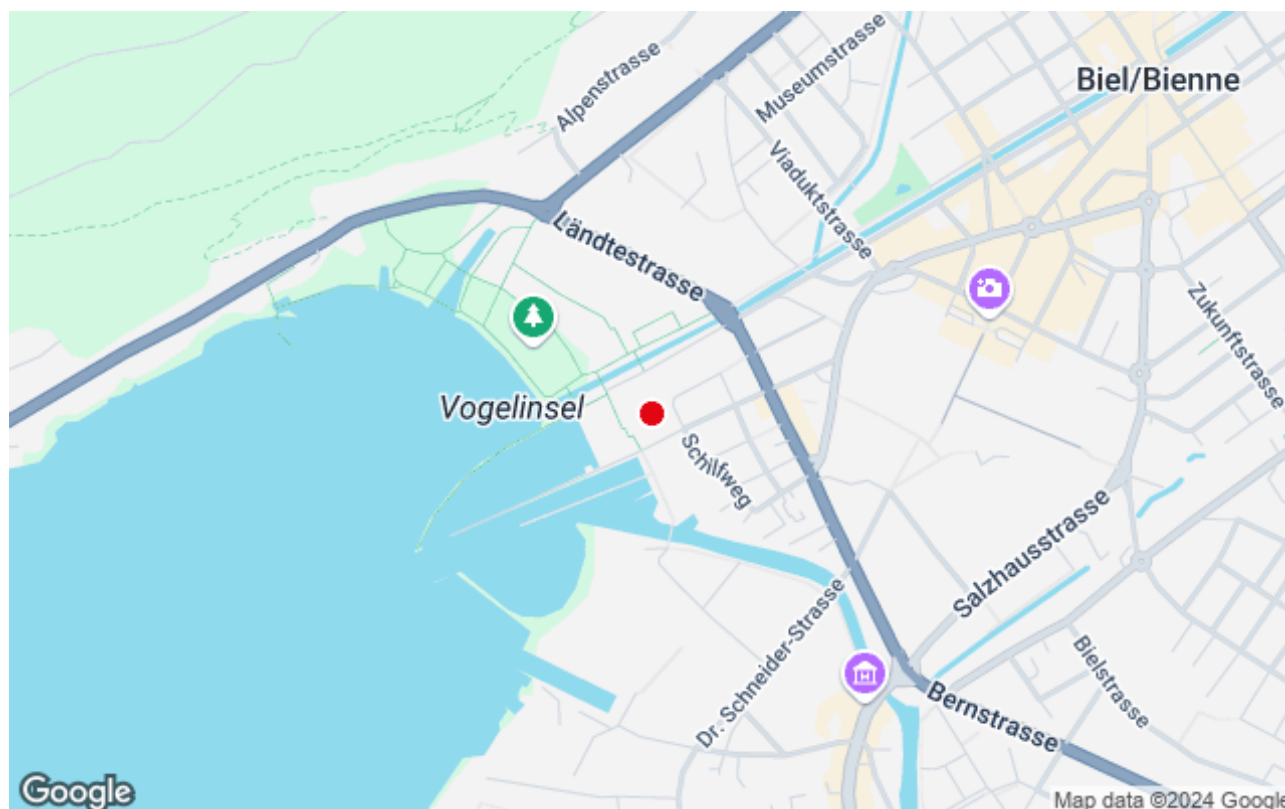 Biel/Bienne
Alpenstrasse
Museumstrasse
Viaduktstrasse
Ländtestrasse
Zukunftstrasse
Vogelinsel
Schilfweg
Salzhausstrasse
Dr. Schneider-Strasse
Bielstrasse
Bernstrasse
Google
Map data ©2024 Google